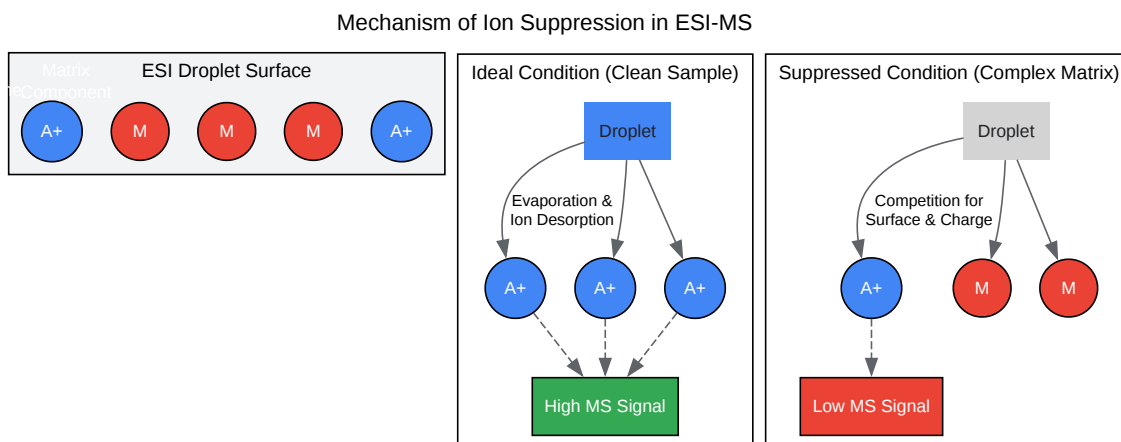 Mechanism of Ion Suppression in ESI-MS
ESI Droplet Surface
Matrix
Component
A+
M
M
M
A+
Ideal Condition (Clean Sample)
Droplet
Evaporation &
Ion Desorption
A+
A+
A+
High MS Signal
Suppressed Condition (Complex Matrix)
Droplet
Competition for
Surface & Charge
A+
M
M
Low MS Signal